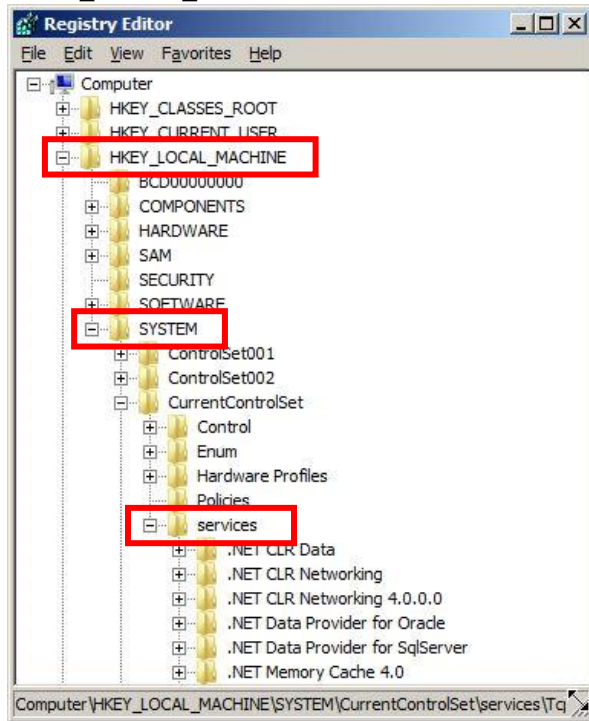 Registry Editor
File Edit View Favorites Help
Computer
HKEY_CLASSES_ROOT
HKEY_CURRENT_USER
HKEY_LOCAL_MACHINE
BCD00000000
COMPONENTS
HARDWARE
SAM
SECURITY
SOFTWARE
SYSTEM
ControlSet001
ControlSet002
CurrentControlSet
Control
Enum
Hardware Profiles
Policies
services
.NET CLR Data
.NET CLR Networking
.NET CLR Networking 4.0.0.0
.NET Data Provider for Oracle
.NET Data Provider for SqlServer
.NET Memory Cache 4.0
Computer\HKEY_LOCAL_MACHINE\SYSTEM\CurrentControlSet\services\Tq